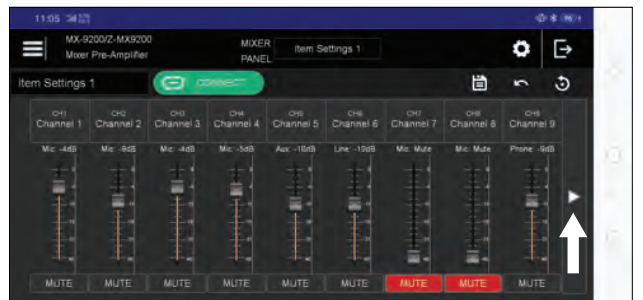 11:05
MX-9200/Z-MX9200
Mixer Pre-Amplifier
MIXER
PANEL
Item Settings 1
Item Settings 1
CONNECT
CH1 CH2 CH3 CH4 CH5 CH6 CH7 CH8 CH9
Channel 1 Channel 2 Channel 3 Channel 4 Channel 5 Channel 6 Channel 7 Channel 8 Channel 9
Mic: -4dB Mic: -9dB Mic: -4dB Mic: -5dB Aux: -10dB Line: -10dB Mic: Mute Mic: Mute Phone: -9dB
MUTE MUTE MUTE MUTE MUTE MUTE MUTE MUTE MUTE